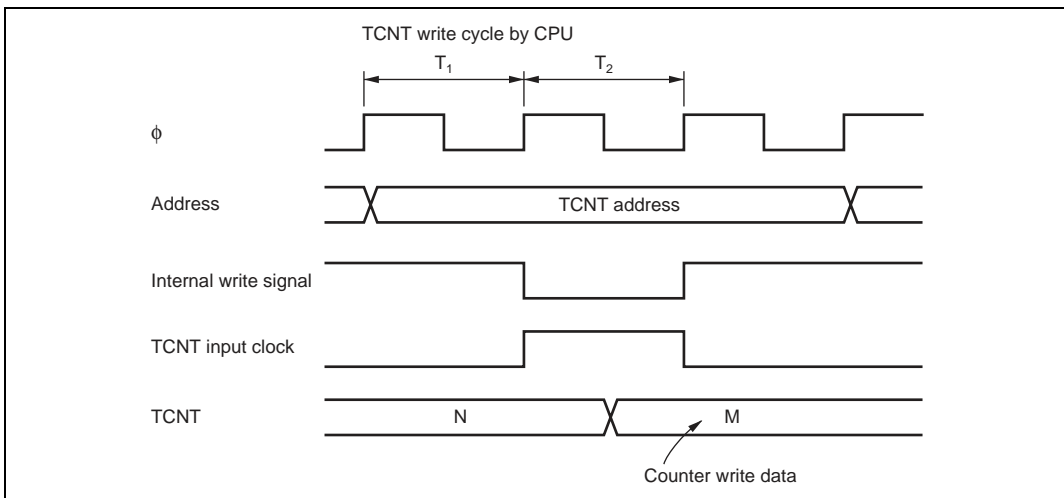 TCNT write cycle by CPU
T1 T2
ϕ
Address TCNT address
Internal write signal
TCNT input clock
TCNT N M
Counter write data